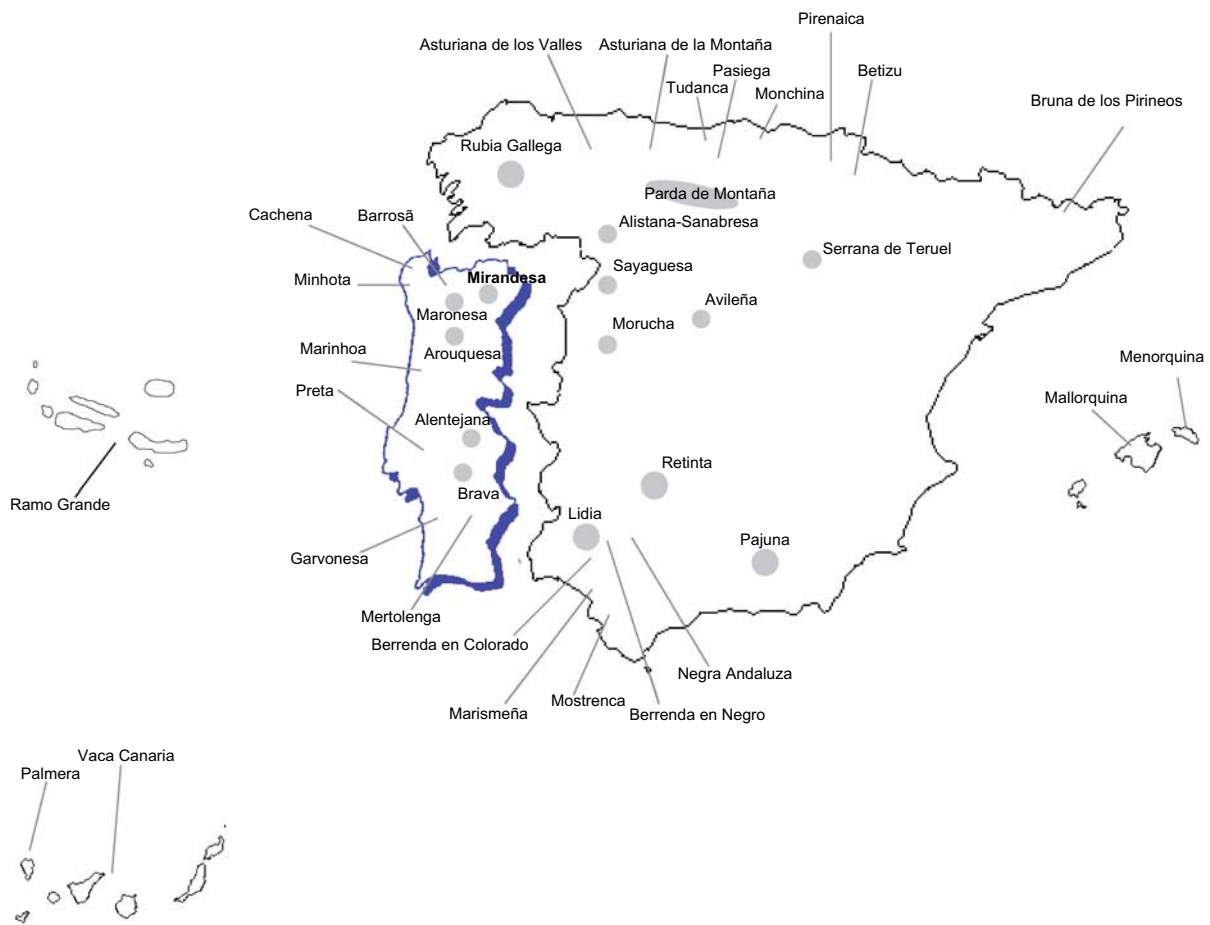 Pirenaica
Asturiana de los Valles
Asturiana de la Montaña
Pasiega
Betizu
Tudanca
Monchina
Bruna de los Pirineos
Rubia Gallega
Parda de Montaña
Cachena
Barrosã
Alistana-Sanabresa
Serrana de Teruel
Minhota
Mirandesa
Sayaguesa
Maronesa
Avileña
Morucha
Marinhoa
Arouquesa
Menorquina
Preta
Mallorquina
Alentejana
Retinta
Ramo Grande
Brava
Lidia
Pajuna
Garvonesa
Mertolenga
Berrenda en Colorado
Negra Andaluza
Mostrenca
Marismeña
Berrenda en Negro
Vaca Canaria
Palmera